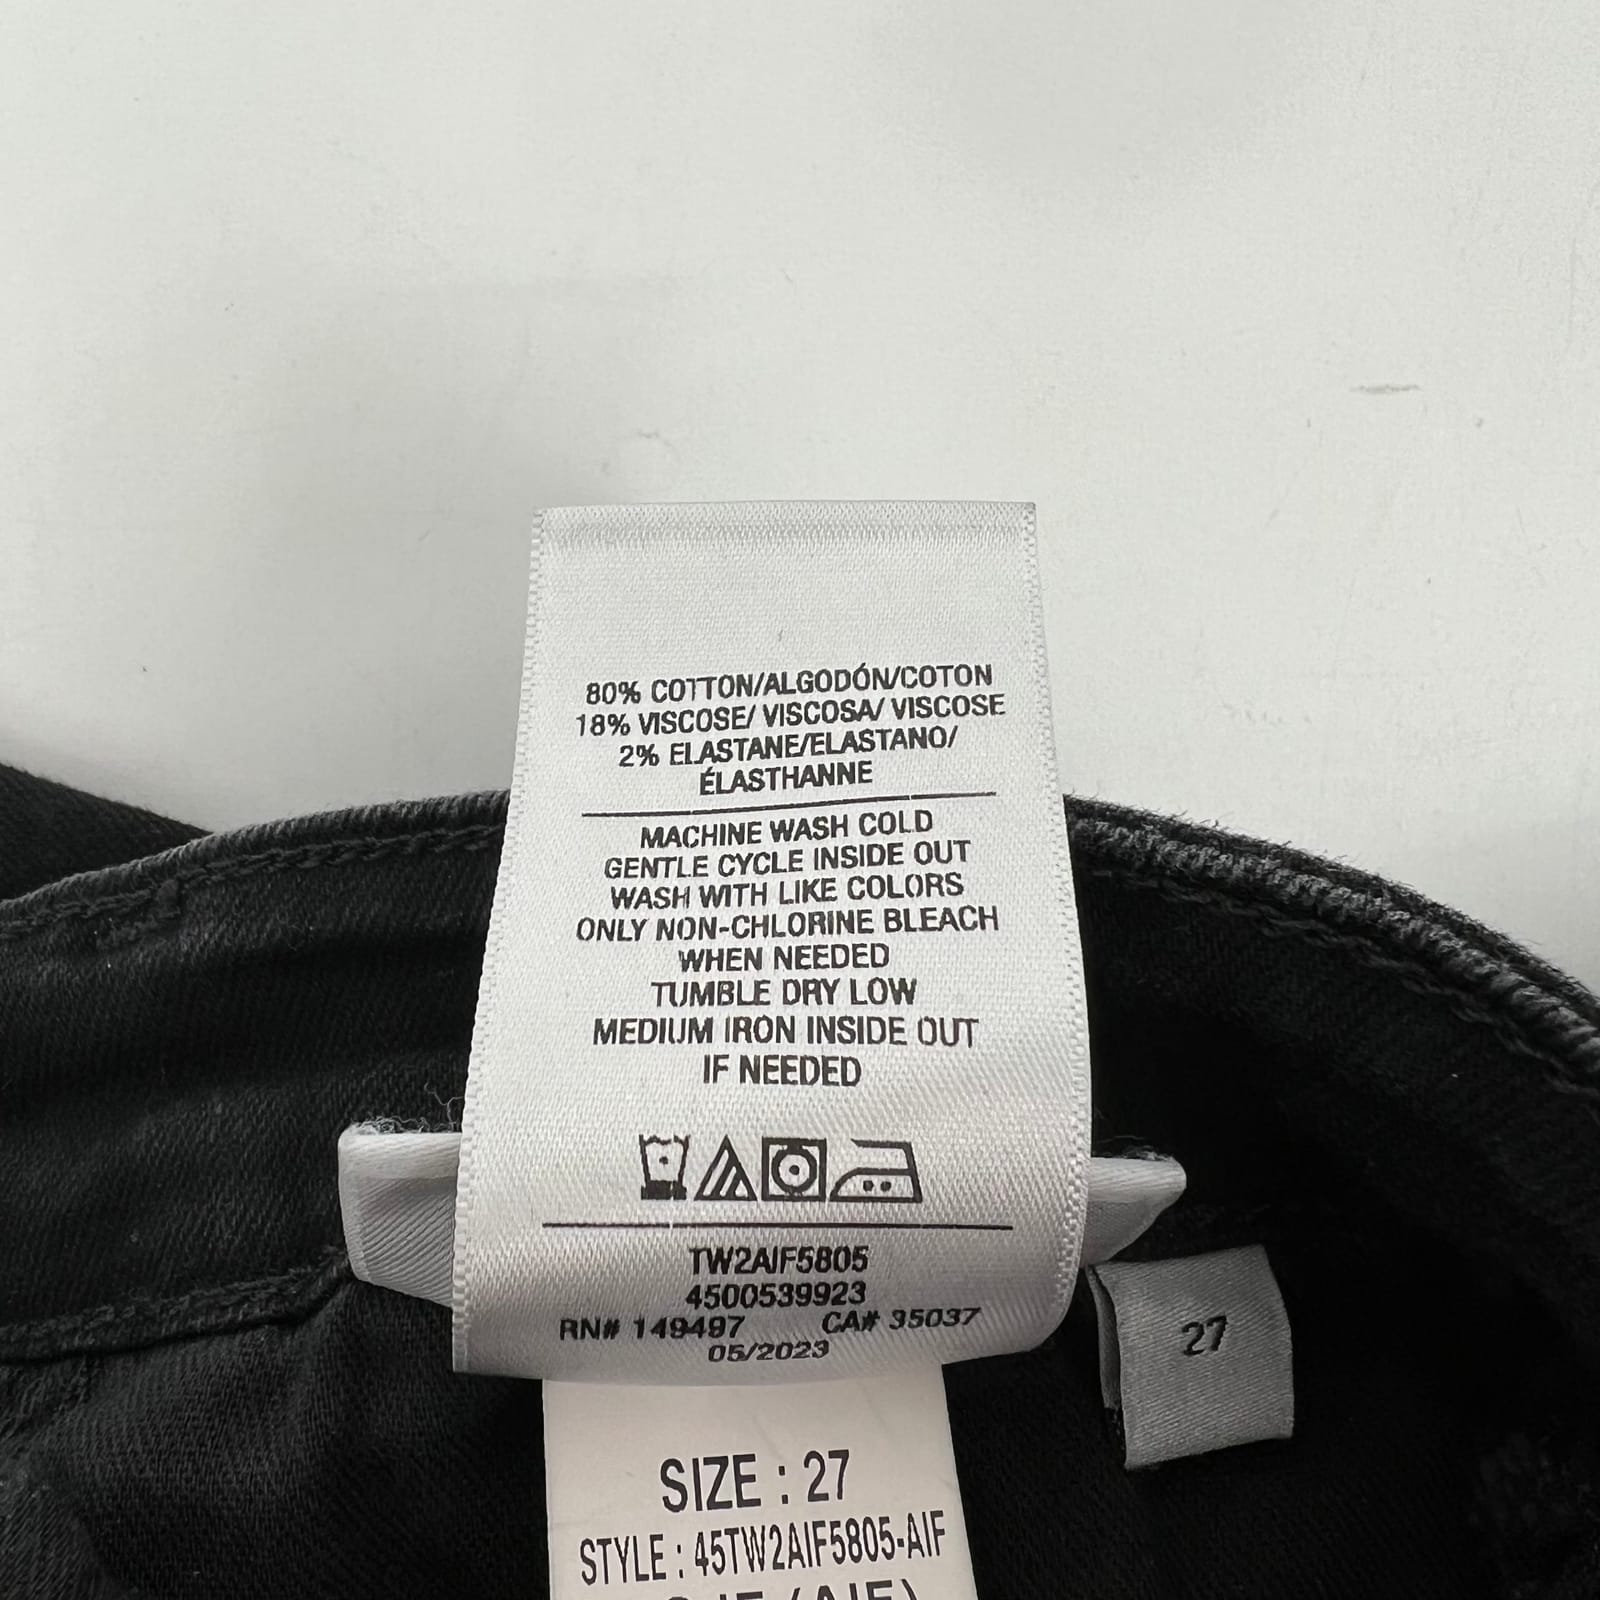 80% COTTON/ALGODÓN/COTON
18% VISCOSE/ VISCOSA/ VISCOSE
2% ELASTANE/ELASTANO/
ÉLASTHANNE
MACHINE WASH COLD
GENTLE CYCLE INSIDE OUT
WASH WITH LIKE COLORS
ONLY NON-CHLORINE BLEACH
WHEN NEEDED
TUMBLE DRY LOW
MEDIUM IRON INSIDE OUT
IF NEEDED
TW2AIF5805
4500539923
RN# 149497 CA# 35037
05/2023
27
SIZE : 27
STYLE : 45TW2AIF5805-AIF
(AIF)